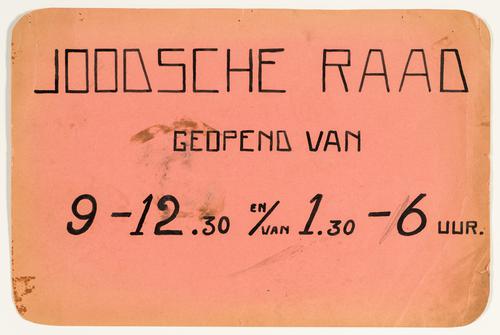 JOODSCHE RAAD
GEOPEND VAN
9-12.30 EN/VAN 1.30-6 UUR.